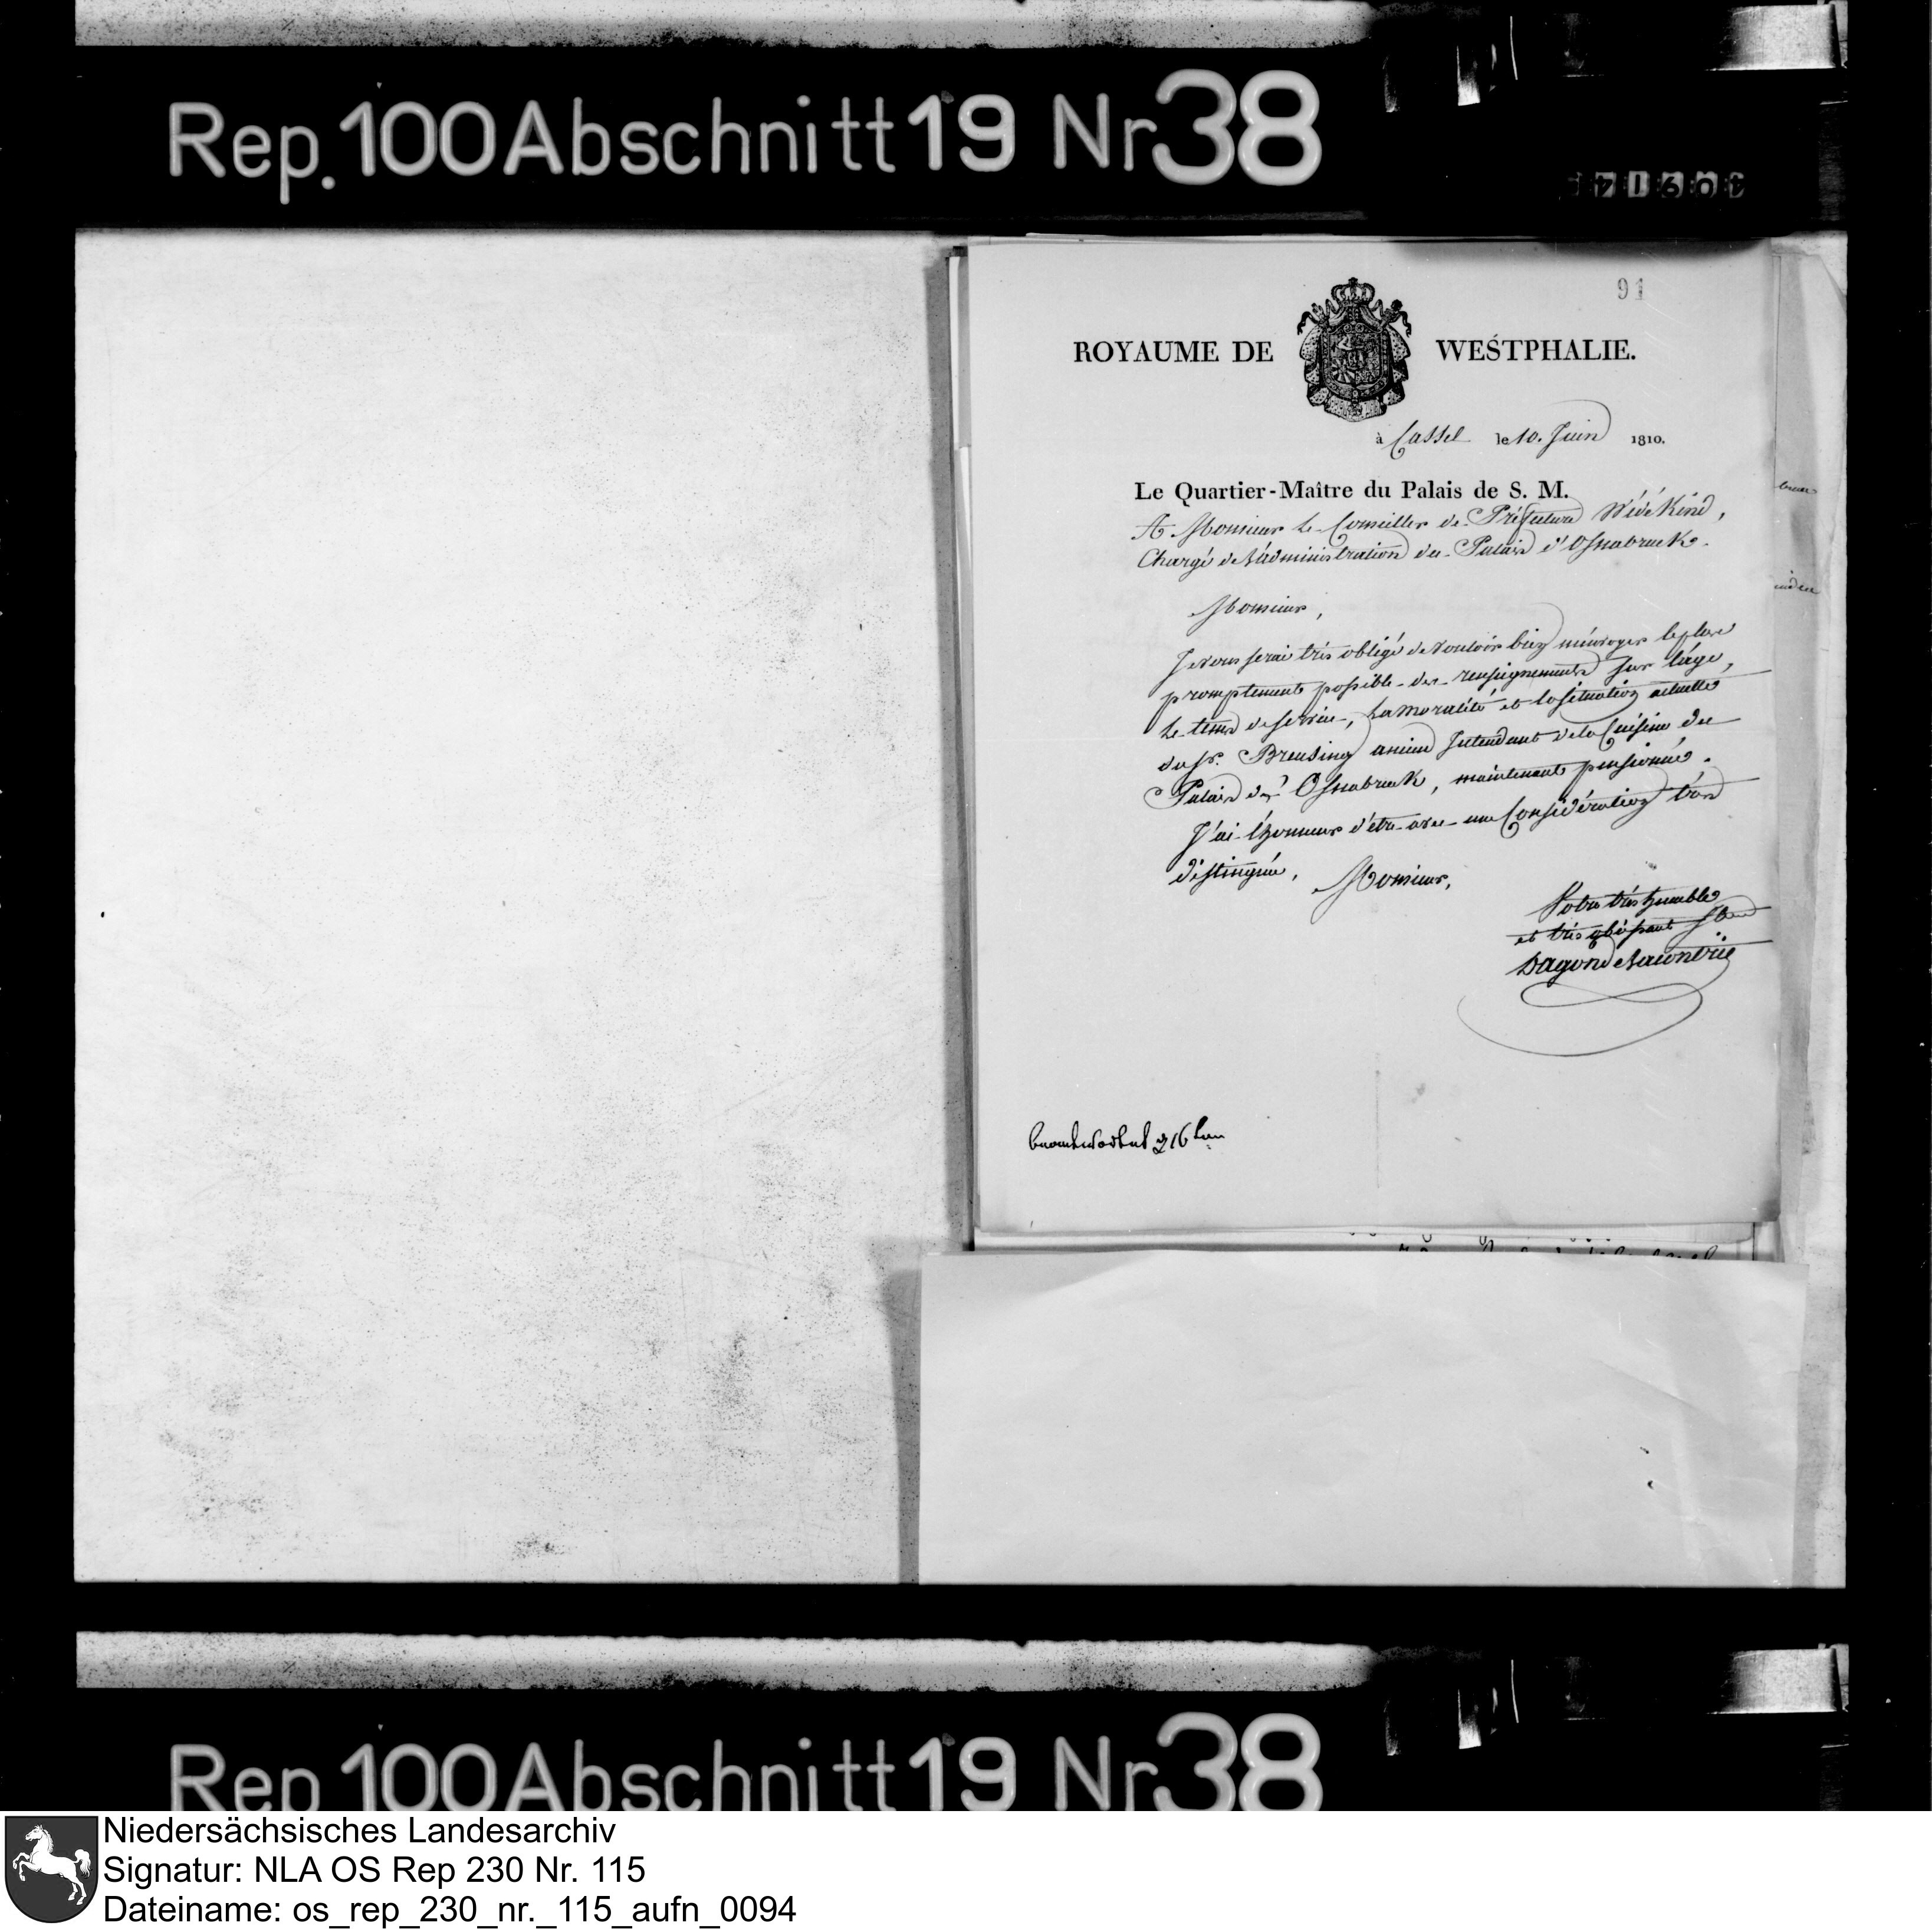 Rep. 100 Abschnitt 19 Nr 38
91
ROYAUME DE WESTPHALIE.
à Cassel le 10. Juin 1810.
Le Quartier-Maître du Palais de S. M.
A Monsieur le Conseiller de Préfecture Wédékind,
Chargé de l'administration du Palais d'Osnabruck.
Monsieur,
Je vous serai très obligé de vouloir bien m'envoyer le plus
promptement possible des renseignements sur l'age,
le tems de service, la moralité et la situation actuelle
du Sr. Breusing ancien Intendant de la Cuisine du
Palais d'Osnabruck, maintenant pensionné.
J'ai l'honneur d'être avec une Considération très
distinguée, Monsieur,
Votre très humble
et très obéissant
beantwortet 216ten
Rep 100 Abschnitt 19 Nr 38
Niedersächsisches Landesarchiv
Signatur: NLA OS Rep 230 Nr. 115
Dateiname: os_rep_230_nr._115_aufn_0094